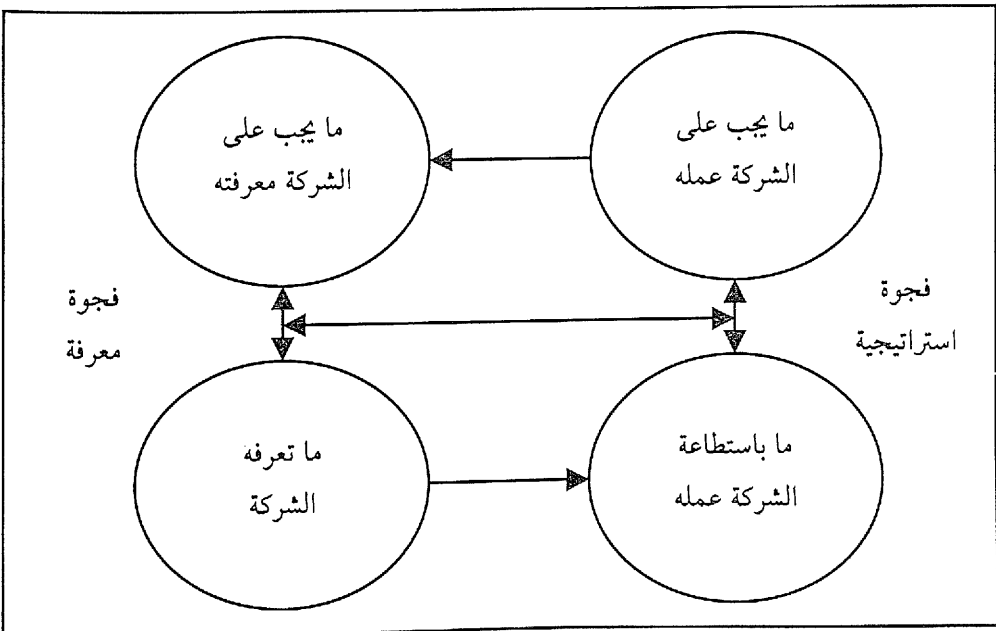 ما يجب على
الشركة عمله
ما يجب على
الشركة معرفته
فجوة
استراتيجية
فجوة
معرفة
ما باستطاعة
الشركة عمله
ما تعرفه
الشركة